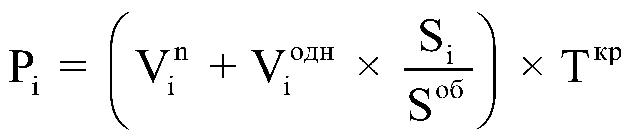 P_i = ( V_i^n + V_i^одн × S_i / S^об ) × T^кр